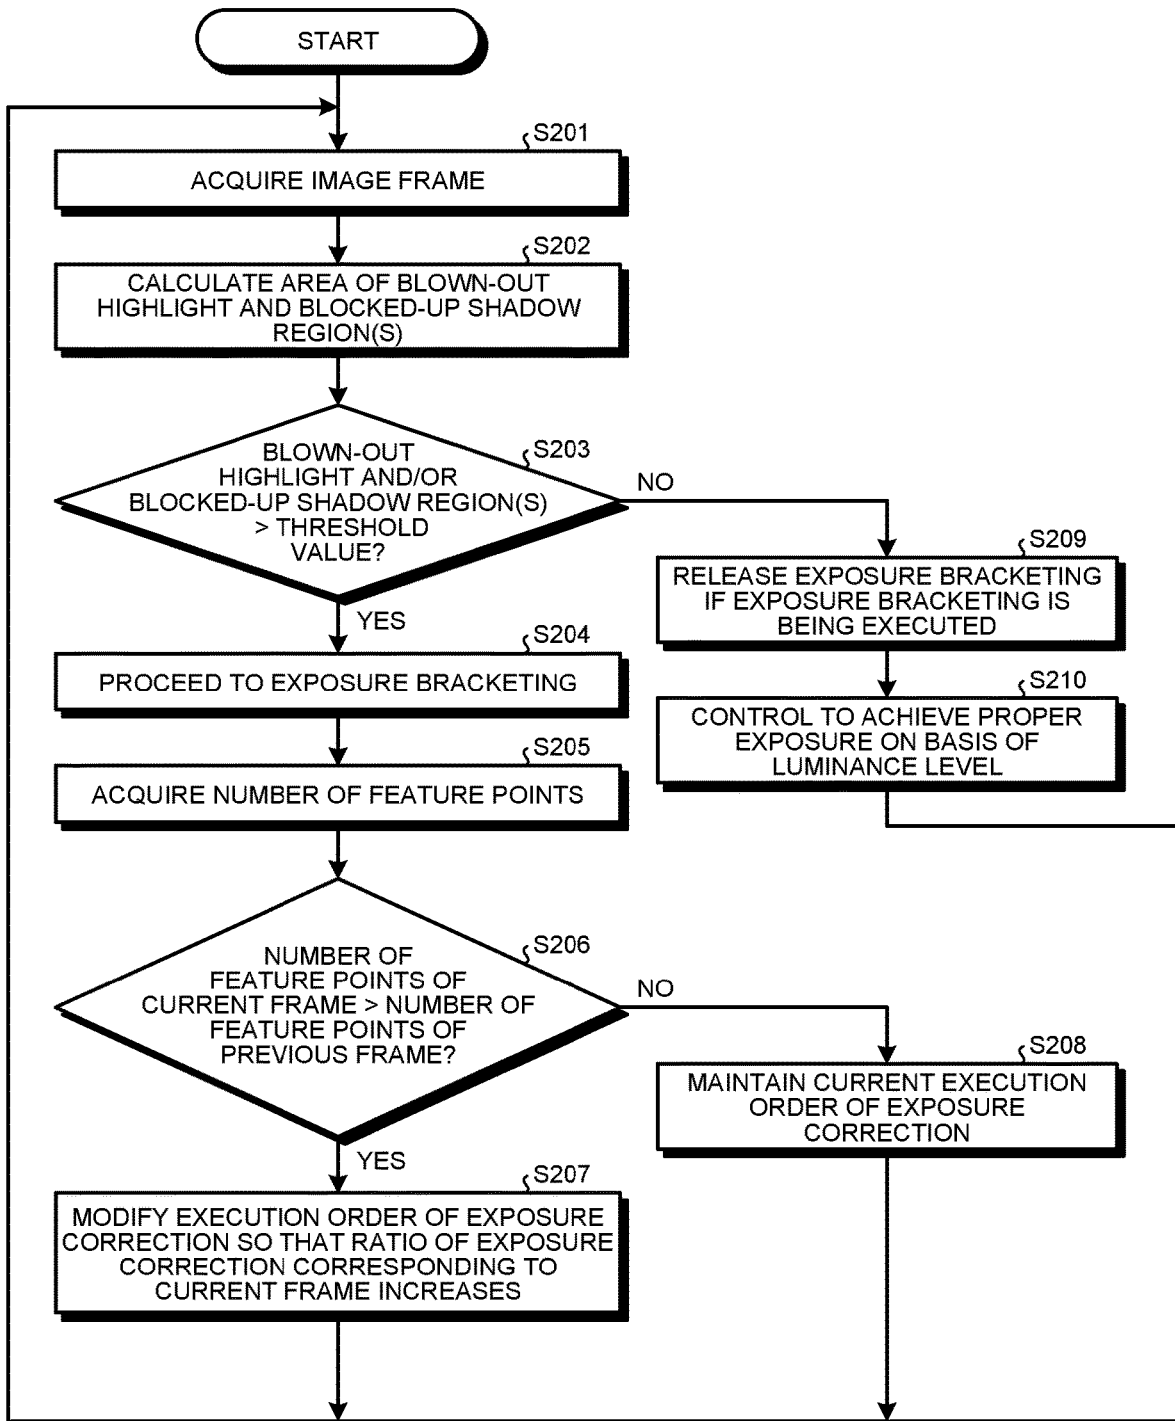 START
S201
ACQUIRE IMAGE FRAME
S202
CALCULATE AREA OF BLOWN-OUT
HIGHLIGHT AND BLOCKED-UP SHADOW
REGION(S)
S203
BLOWN-OUT
HIGHLIGHT AND/OR
BLOCKED-UP SHADOW REGION(S)
> THRESHOLD
VALUE?
NO
YES
S209
RELEASE EXPOSURE BRACKETING
IF EXPOSURE BRACKETING IS
BEING EXECUTED
S204
PROCEED TO EXPOSURE BRACKETING
S210
CONTROL TO ACHIEVE PROPER
EXPOSURE ON BASIS OF
LUMINANCE LEVEL
S205
ACQUIRE NUMBER OF FEATURE POINTS
S206
NUMBER OF
FEATURE POINTS OF
CURRENT FRAME > NUMBER OF
FEATURE POINTS OF
PREVIOUS FRAME?
NO
YES
S208
MAINTAIN CURRENT EXECUTION
ORDER OF EXPOSURE
CORRECTION
S207
MODIFY EXECUTION ORDER OF EXPOSURE
CORRECTION SO THAT RATIO OF EXPOSURE
CORRECTION CORRESPONDING TO
CURRENT FRAME INCREASES